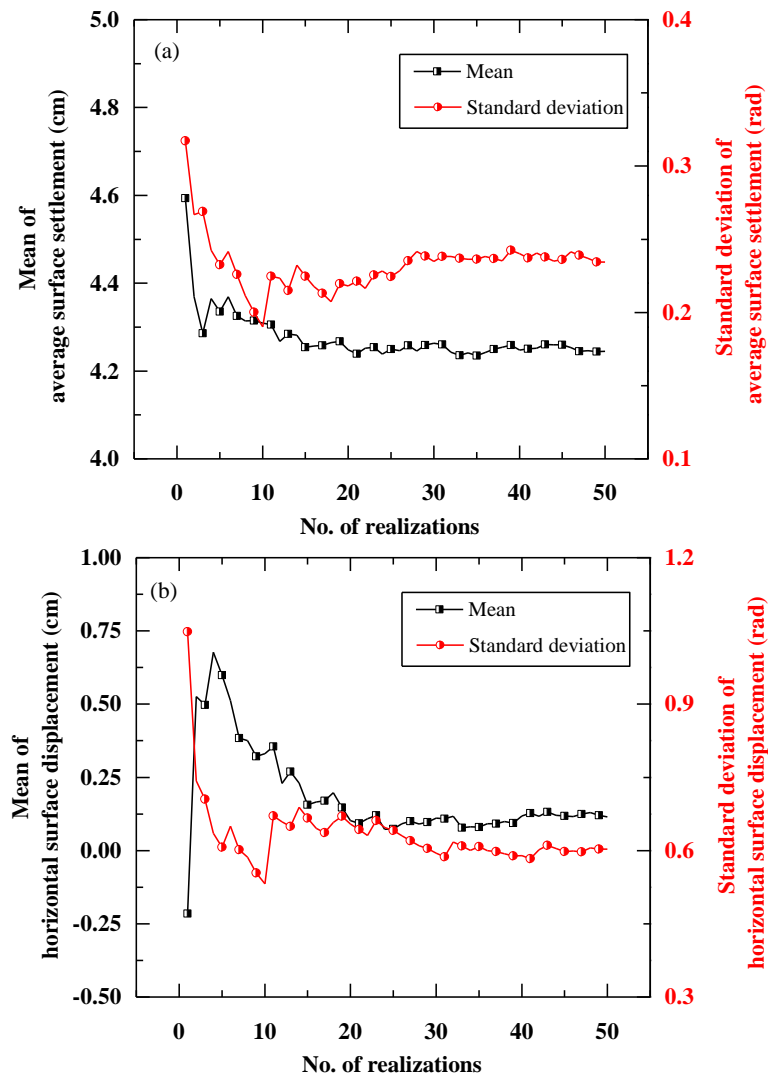 (a)
Mean
Standard deviation
5.0
4.8
4.6
4.4
4.2
4.0
Mean of
average surface settlement (cm)
0.4
0.3
0.2
0.1
Standard deviation of
average surface settlement (rad)
0 10 20 30 40 50
No. of realizations
(b)
Mean
Standard deviation
1.00
0.75
0.50
0.25
0.00
-0.25
-0.50
Mean of
horizontal surface displacement (cm)
1.2
0.9
0.6
0.3
Standard deviation of
horizontal surface displacement (rad)
0 10 20 30 40 50
No. of realizations